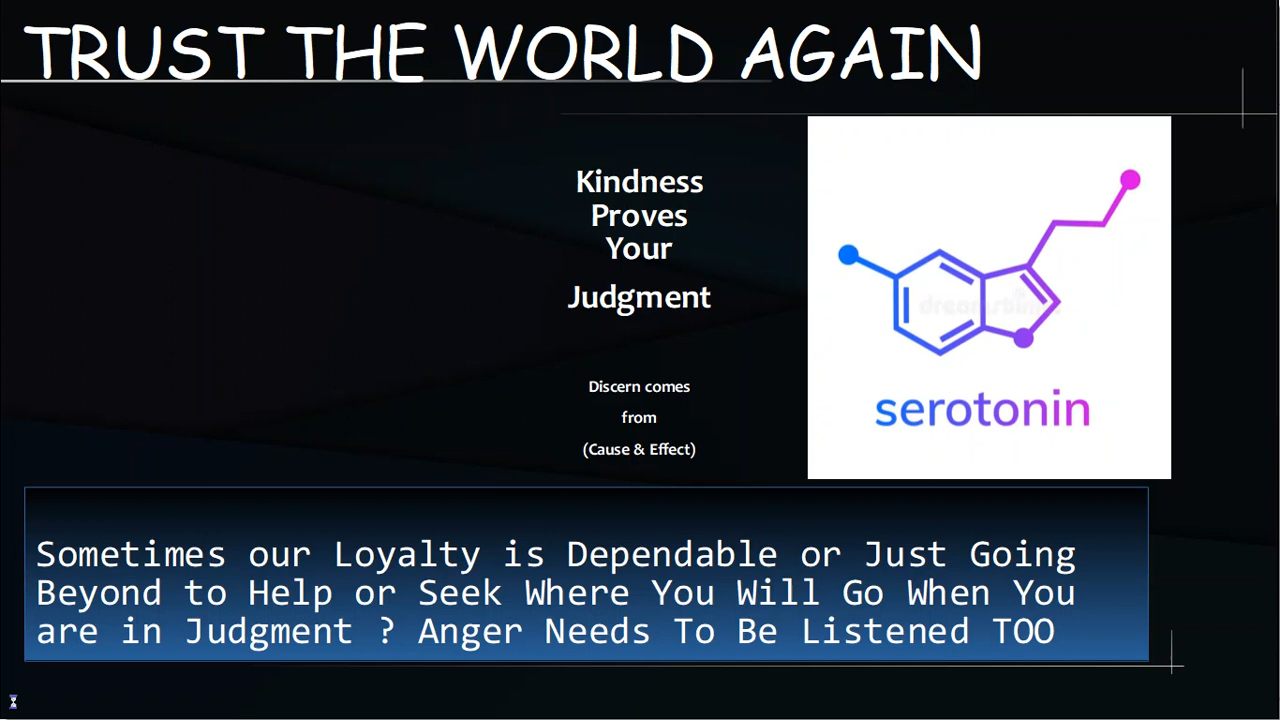 TRUST THE WORLD AGAIN
Kindness
Proves
Your
Judgment
Discern comes
from
(Cause & Effect)
serotonin
Sometimes our Loyalty is Dependable or Just Going
Beyond to Help or Seek Where You Will Go When You
are in Judgment ? Anger Needs To Be Listened TOO